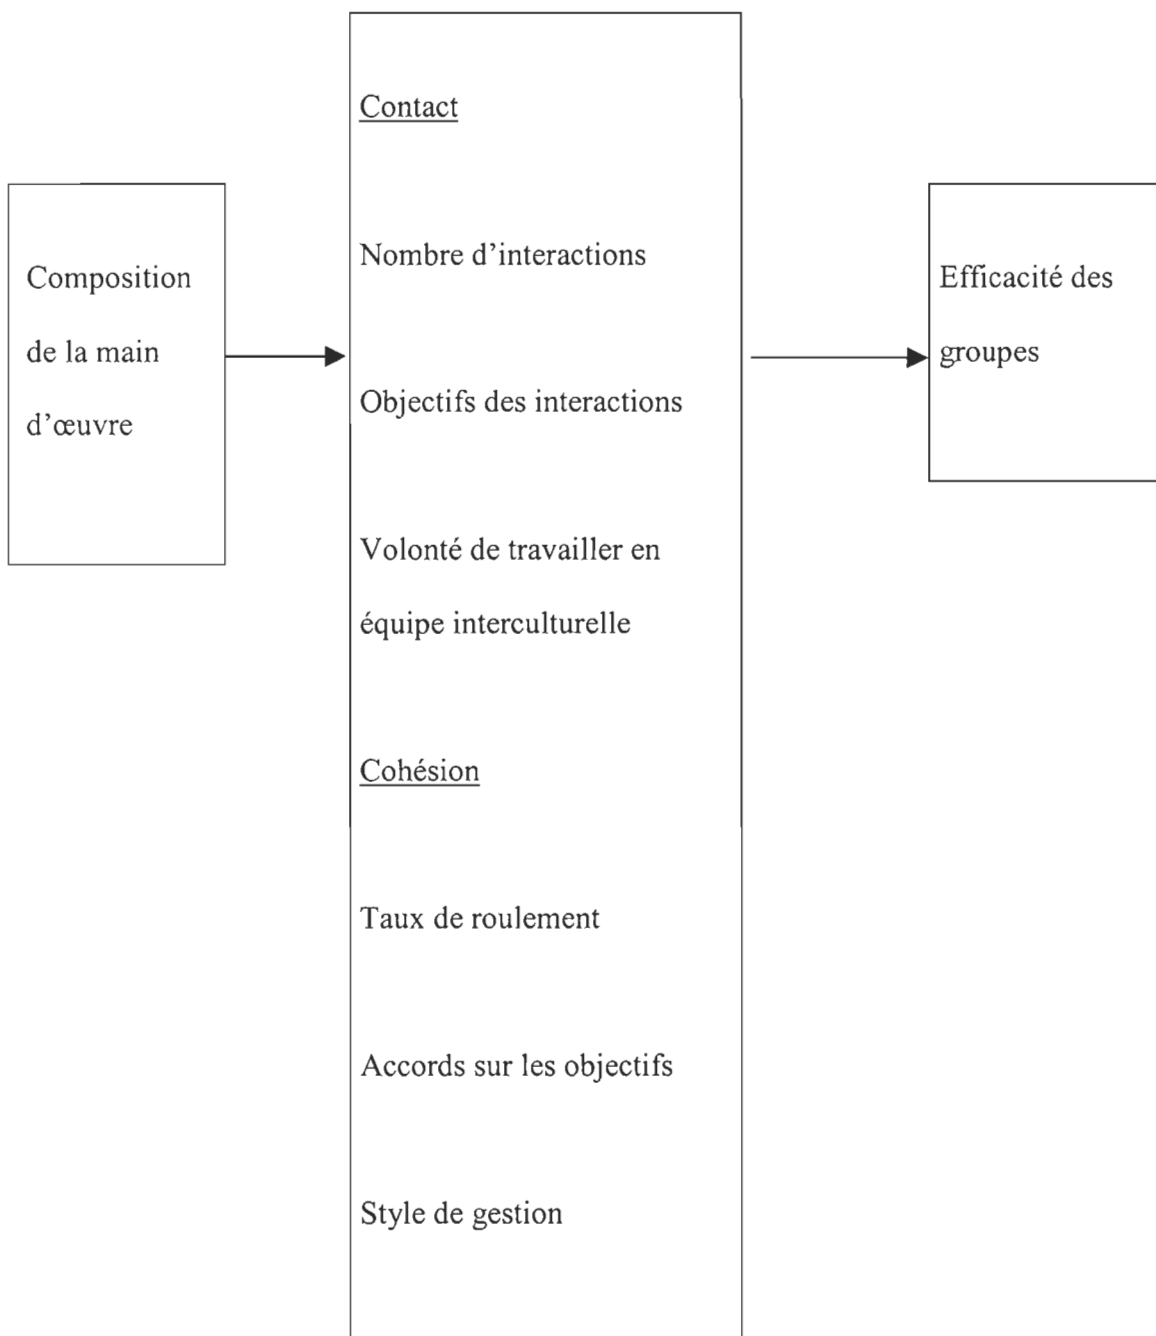 Composition
de la main
d’œuvre
Contact
Nombre d’interactions
Objectifs des interactions
Volonté de travailler en
équipe interculturelle
Cohésion
Taux de roulement
Accords sur les objectifs
Style de gestion
Efficacité des
groupes